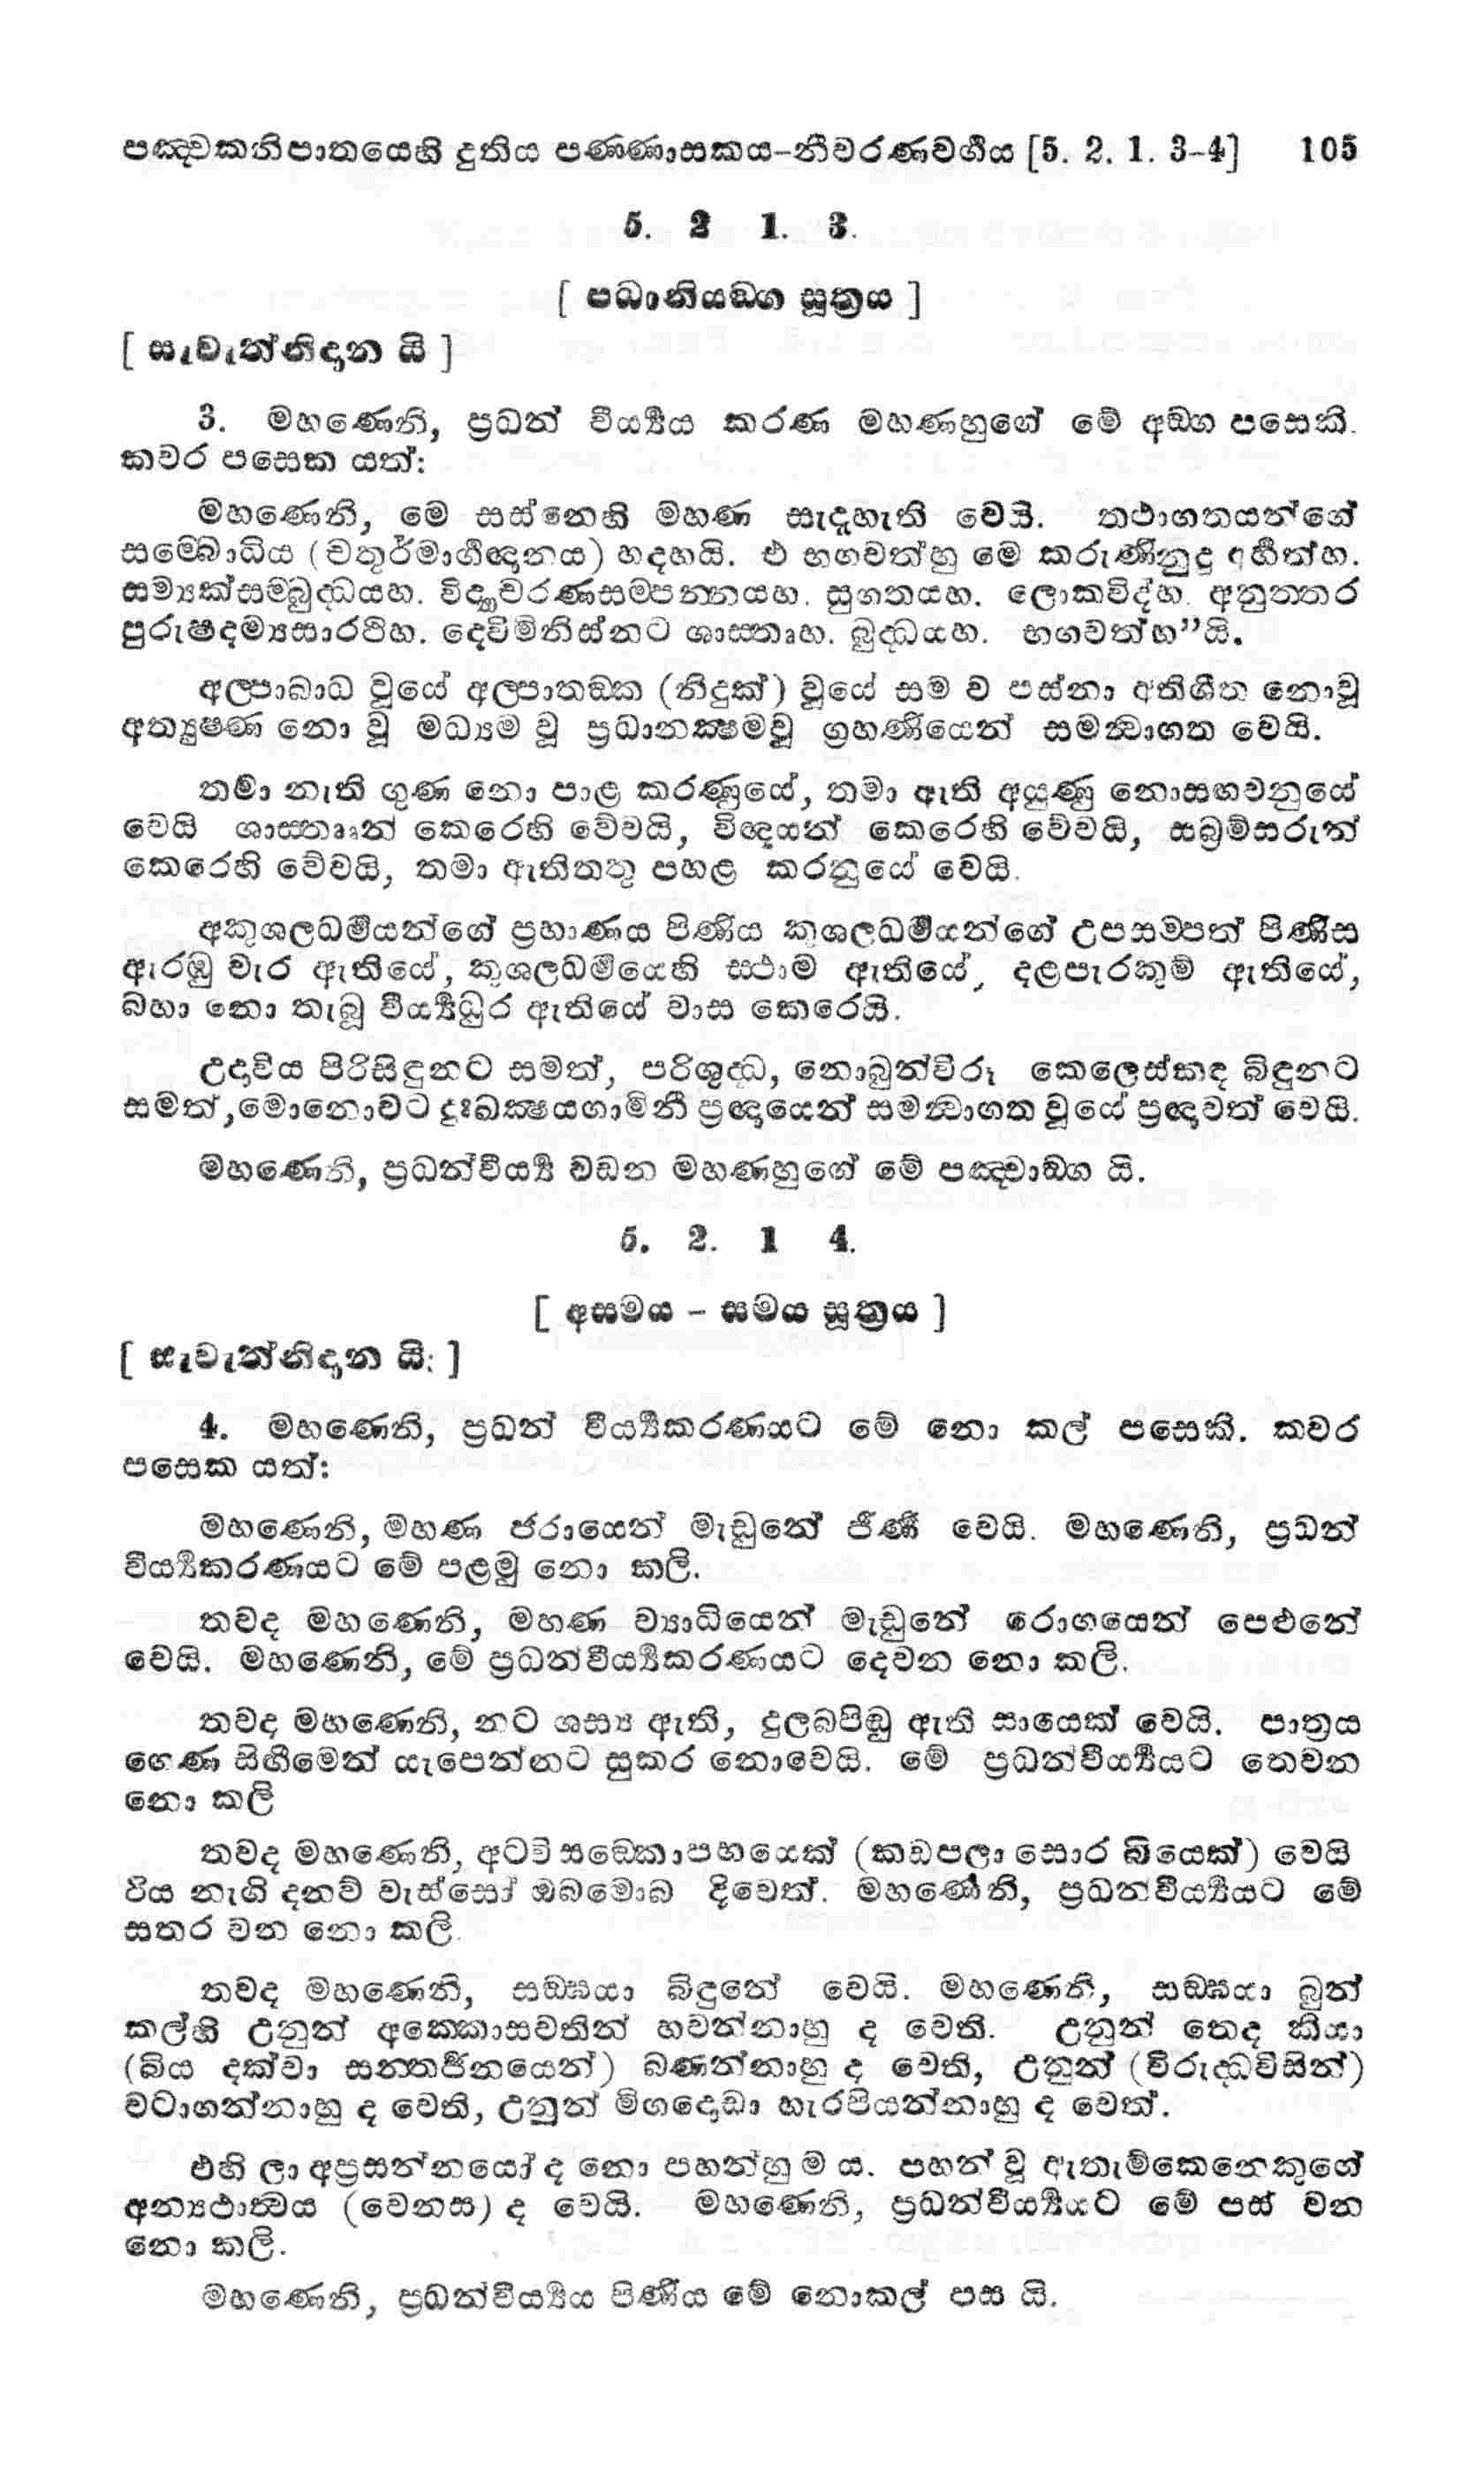 පඤ්චකනිපාතයෙහි දුතිය පණ්ණාසකය-නීවරණවර්ගය [5. 2. 1. 3-4] 105
5. 2 1. 3.
[ පධානියඞ්ග සූත්‍රය ]
[ සැවැත්නිදාන යි ]
3. මහණෙනි, ප්‍රධන් වීර්‍ය්‍යය කරණ මහණහුගේ මේ අඞ්ග පසෙකි.
කවර පසෙක යත්:
මහණෙනි, මෙ සස්නෙහි මහණ සැදැහැති වෙයි. තථාගතයන්ගේ
සම්බොධිය (චතුර්මාර්ගඥානය) හදහයි. එ භගවත්හු මෙ කරුණිනුදු අර්හත්හ.
සම්‍යක්සම්බුද්ධයහ. විද්‍යාචරණසම්පන්නයහ. සුගතයහ. ලොකවිද්හ. අනුත්තර
පුරුෂදම්‍යසාරථිහ. දෙව්මිනිස්නට ශාස්තෘහ. බුද්ධයහ. භගවත්හ”යි.
අල්පාබාධ වූයේ අල්පාතඞ්ක (නිදුක්) වූයේ සම ව පස්නා අතිශීත නොවූ
අත්‍යුෂ්ණ නො වූ මධ්‍යම වූ ප්‍රධානක්ෂමවූ ග්‍රහණියෙන් සමන්වාගත වෙයි.
තමා නැති ගුණ නො පාළ කරණුයේ, තමා ඇති අයුණු නොසඟවනුයේ
වෙයි ශාස්තෲන් කෙරෙහි වේවයි, විඥයන් කෙරෙහි වේවයි, සබ්‍රම්සරුන්
කෙරෙහි වේවයි, තමා ඇතිතතු පහළ කරනුයේ වෙයි.
අකුශලධර්මයන්ගේ ප්‍රහාණය පිණිය කුශලධර්මයන්ගේ උපසම්පත් පිණිස
ඇරඹු වැර ඇතියේ, කුශලධර්මයෙහි ස්ථාම ඇතියේ, දළපැරකුම් ඇතියේ,
බහා නො තැබූ වීර්‍ය්‍යධුර ඇතියේ වාස කෙරෙයි.
උදාවිය පිරිසිඳුනට සමත්, පරිශුද්ධ, නොබුන්විරූ කෙලෙස්කඳ බිඳුනට
සමත්, මොනොවට දුඃඛක්ෂයගාමිනී ප්‍රඥායෙන් සමන්වාගත වූයේ ප්‍රඥාවත් වෙයි.
මහණෙනි, ප්‍රධන්වීර්‍ය්‍ය වඩන මහණහුගේ මේ පඤ්චාඞ්ග යි.
5. 2. 1 4.
[ අසමය - සමය සූත්‍රය ]
[ සැවැත්නිදාන යි: ]
4. මහණෙනි, ප්‍රධන් වීර්‍ය්‍යකරණයට මේ නො කල් පසෙකි. කවර
පසෙක යත්:
මහණෙනි, මහණ ජරායෙන් මැඩුනේ ජීර්ණ වෙයි. මහණෙනි, ප්‍රධන්
වීර්‍ය්‍යකරණයට මේ පළමු නො කලි.
තවද මහණෙනි, මහණ ව්‍යාධියෙන් මැඩුනේ රොගයෙන් පෙළුනේ
වෙයි. මහණෙනි, මේ ප්‍රධන්වීර්‍ය්‍යකරණයට දෙවන නො කලි.
තවද මහණෙනි, නට ශස්‍ය ඇති, දුලබපිඬු ඇති සායෙක් වෙයි. පාත්‍රය
ගෙණ සිඟීමෙන් යැපෙන්නට සුකර නොවෙයි. මේ ප්‍රධන්වීර්‍ය්‍යයට තෙවන
නො කලි
තවද මහණෙනි, අටවි සඞ්කොපභයෙක් (කඩපලා සොර බියෙක්) වෙයි
ථිය නැගි දනව් වැස්සෝ ඔබමොබ දිවෙත්. මහණෙනි, ප්‍රධන්වීර්‍ය්‍යයට මේ
සතර වන නො කලි.
තවද මහණෙනි, සඞ්ඝයා බිඳුනේ වෙයි. මහණෙනි, සඞ්ඝයා බුන්
කල්හි උනුන් අක්කොසවතින් හවන්නාහු ද වෙති. උනුන් තෙද කියා
(බිය දක්වා සන්තර්ජනයෙන්) බණන්නාහු ද වෙති, උනුන් (විරුද්ධවිසින්)
වටාගන්නාහු ද වෙති, උනුන් මිගදොඩා හැරපියන්නාහු ද වෙත්.
එහි ලා අප්‍රසන්නයෝ ද නො පහන්හු ම ය. පහන් වූ ඇතැම්කෙනෙකුගේ
අන්‍යථාත්වය (වෙනස) ද වෙයි. මහණෙනි, ප්‍රධන්වීර්‍ය්‍යයට මේ පස් වන
නො කලි.
මහණෙනි, ප්‍රධන්වීර්‍ය්‍යය පිණිය මේ නොකල් පස යි.